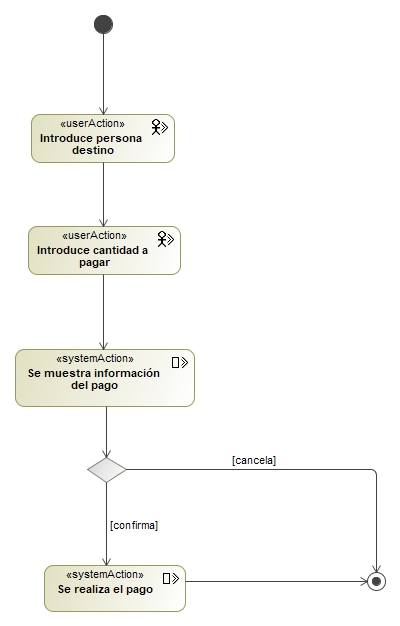 «userAction»
Introduce persona
destino
«userAction»
Introduce cantidad a
pagar
«systemAction»
Se muestra información
del pago
[cancela]
[confirma]
«systemAction»
Se realiza el pago